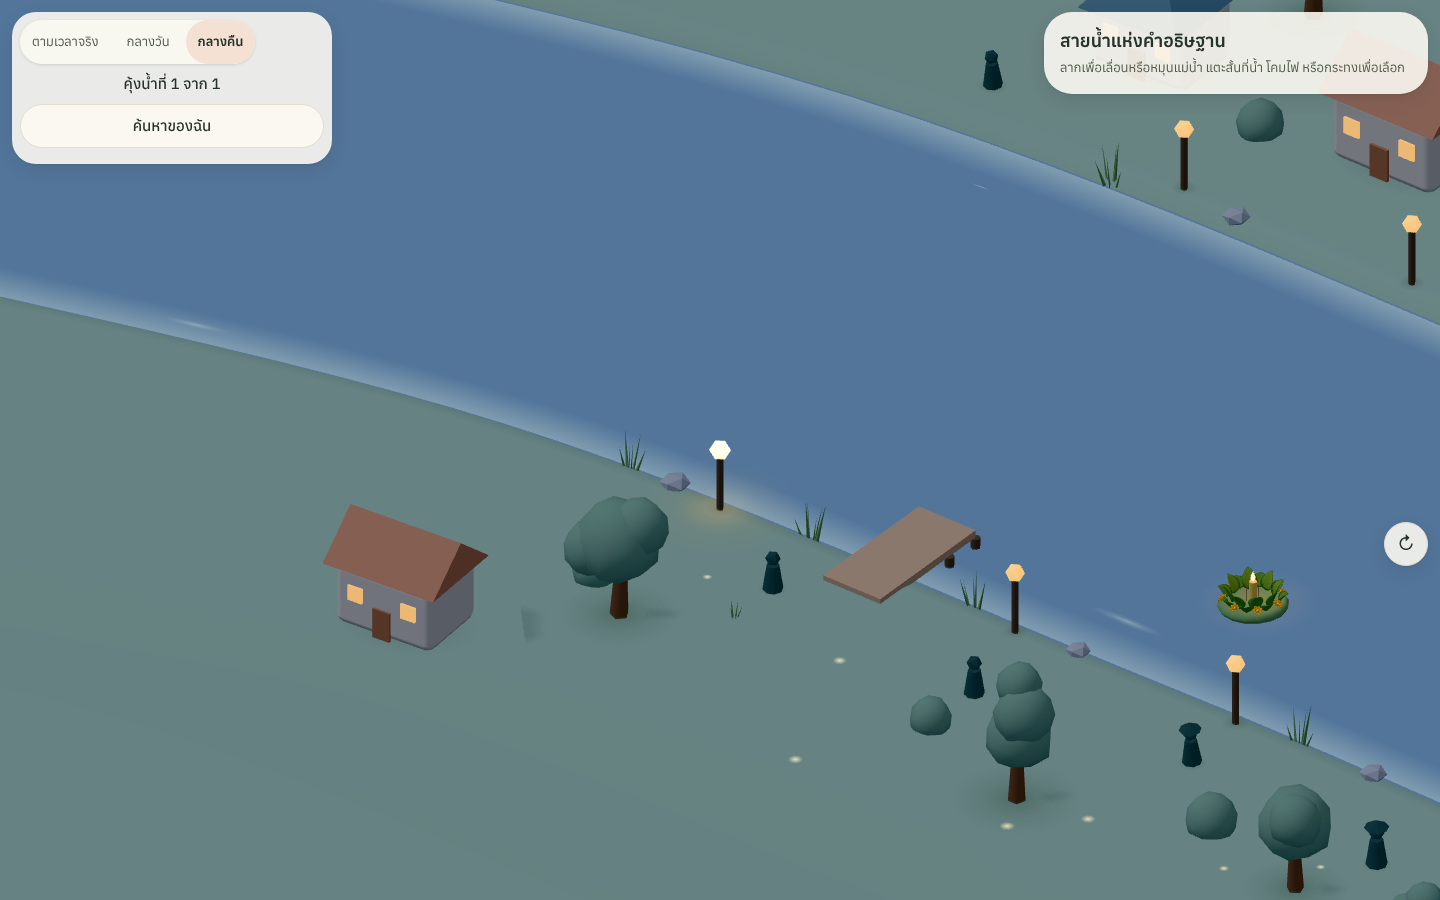 ตามเวลาจริง กลางวัน กลางคืน
คุ้งน้ำที่ 1 จาก 1
ค้นหาของฉัน
สายน้ำแห่งคำอธิษฐาน
ลากเพื่อเลื่อนหรือหมุนแม่น้ำ แตะสั้นที่น้ำ โคมไฟ หรือกระทงเพื่อเลือก